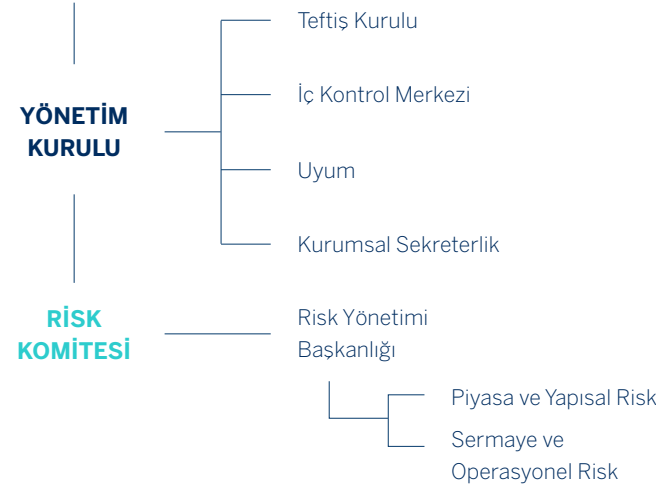 Teftiş Kurulu
İç Kontrol Merkezi
YÖNETİM
KURULU
Uyum
Kurumsal Sekreterlik
RİSK
KOMİTESİ
Risk Yönetimi
Başkanlığı
Piyasa ve Yapısal Risk
Sermaye ve
Operasyonel Risk